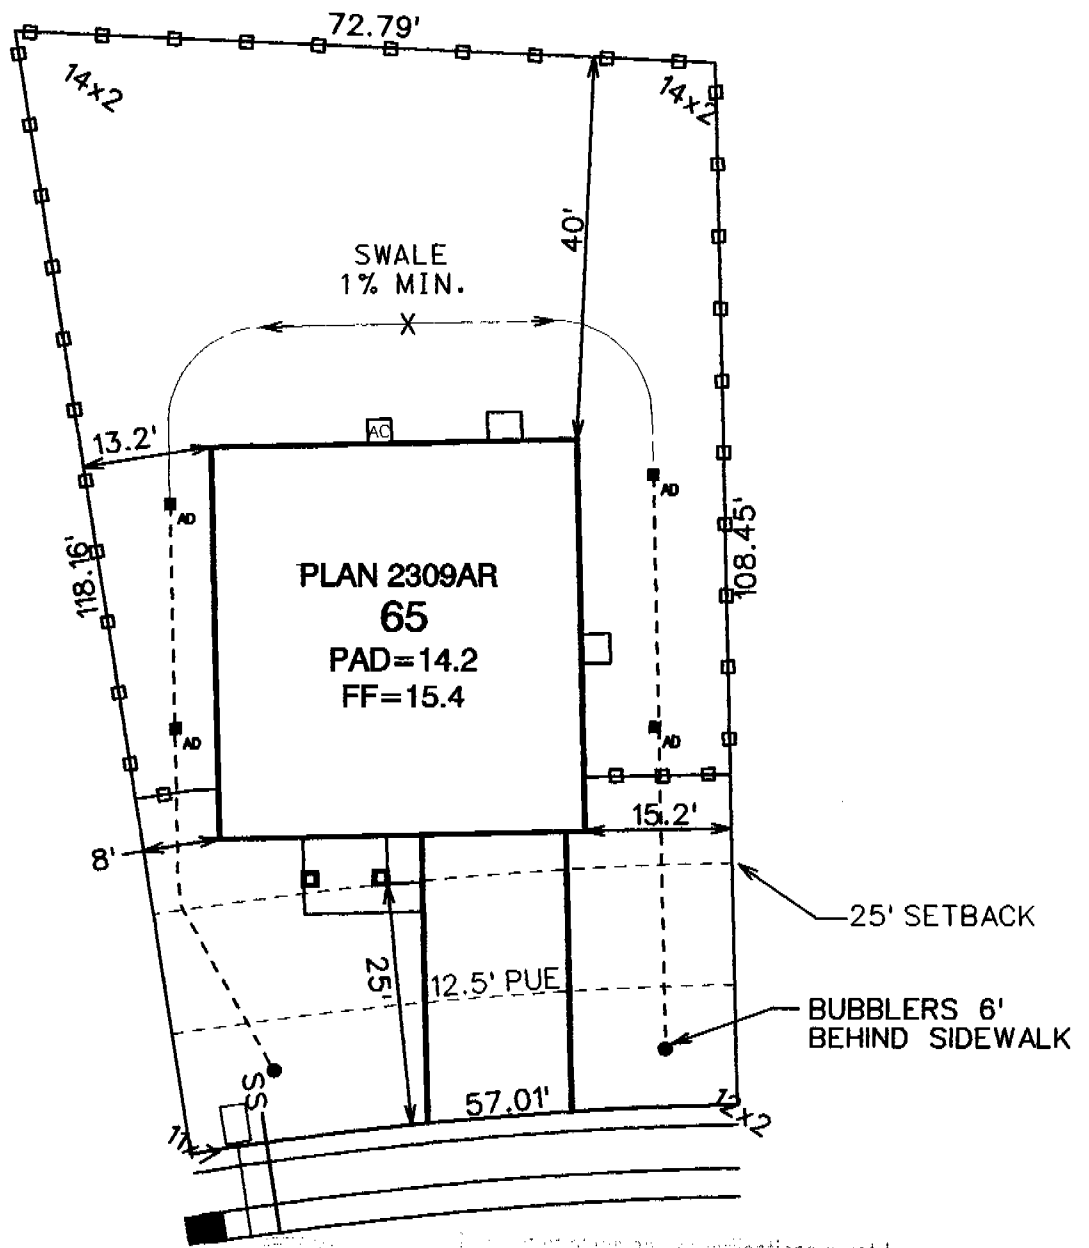 72.79'
14x2
14x2
40'
SWALE
1% MIN.
13.2'
AC
AD
AD
118.16'
108.45'
PLAN 2309AR
65
PAD=14.2
FF=15.4
AD
AD
15.2'
8'
25' SETBACK
25'
12.5' PUE
BUBBLERS 6'
BEHIND SIDEWALK
SS
57.01'
12x2